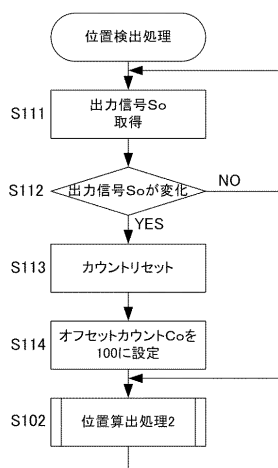 位置検出処理
S111
出力信号So
取得
S112
出力信号Soが変化
NO
YES
S113
カウントリセット
S114
オフセットカウントCoを
100に設定
S102
位置算出処理2